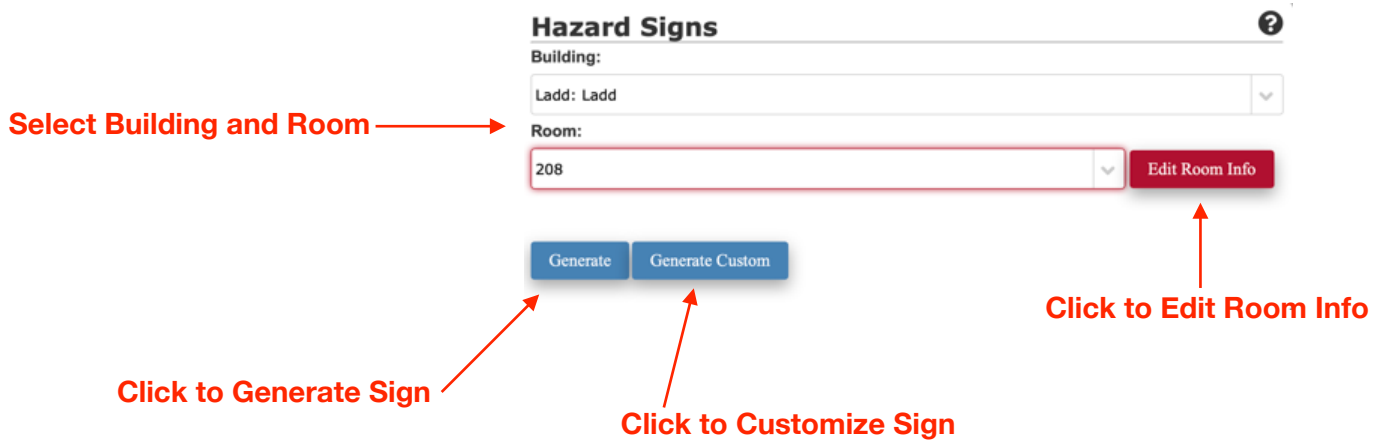 Hazard Signs
Building:
Ladd: Ladd
Select Building and Room
Room:
208
Edit Room Info
Generate
Generate Custom
Click to Edit Room Info
Click to Generate Sign
Click to Customize Sign